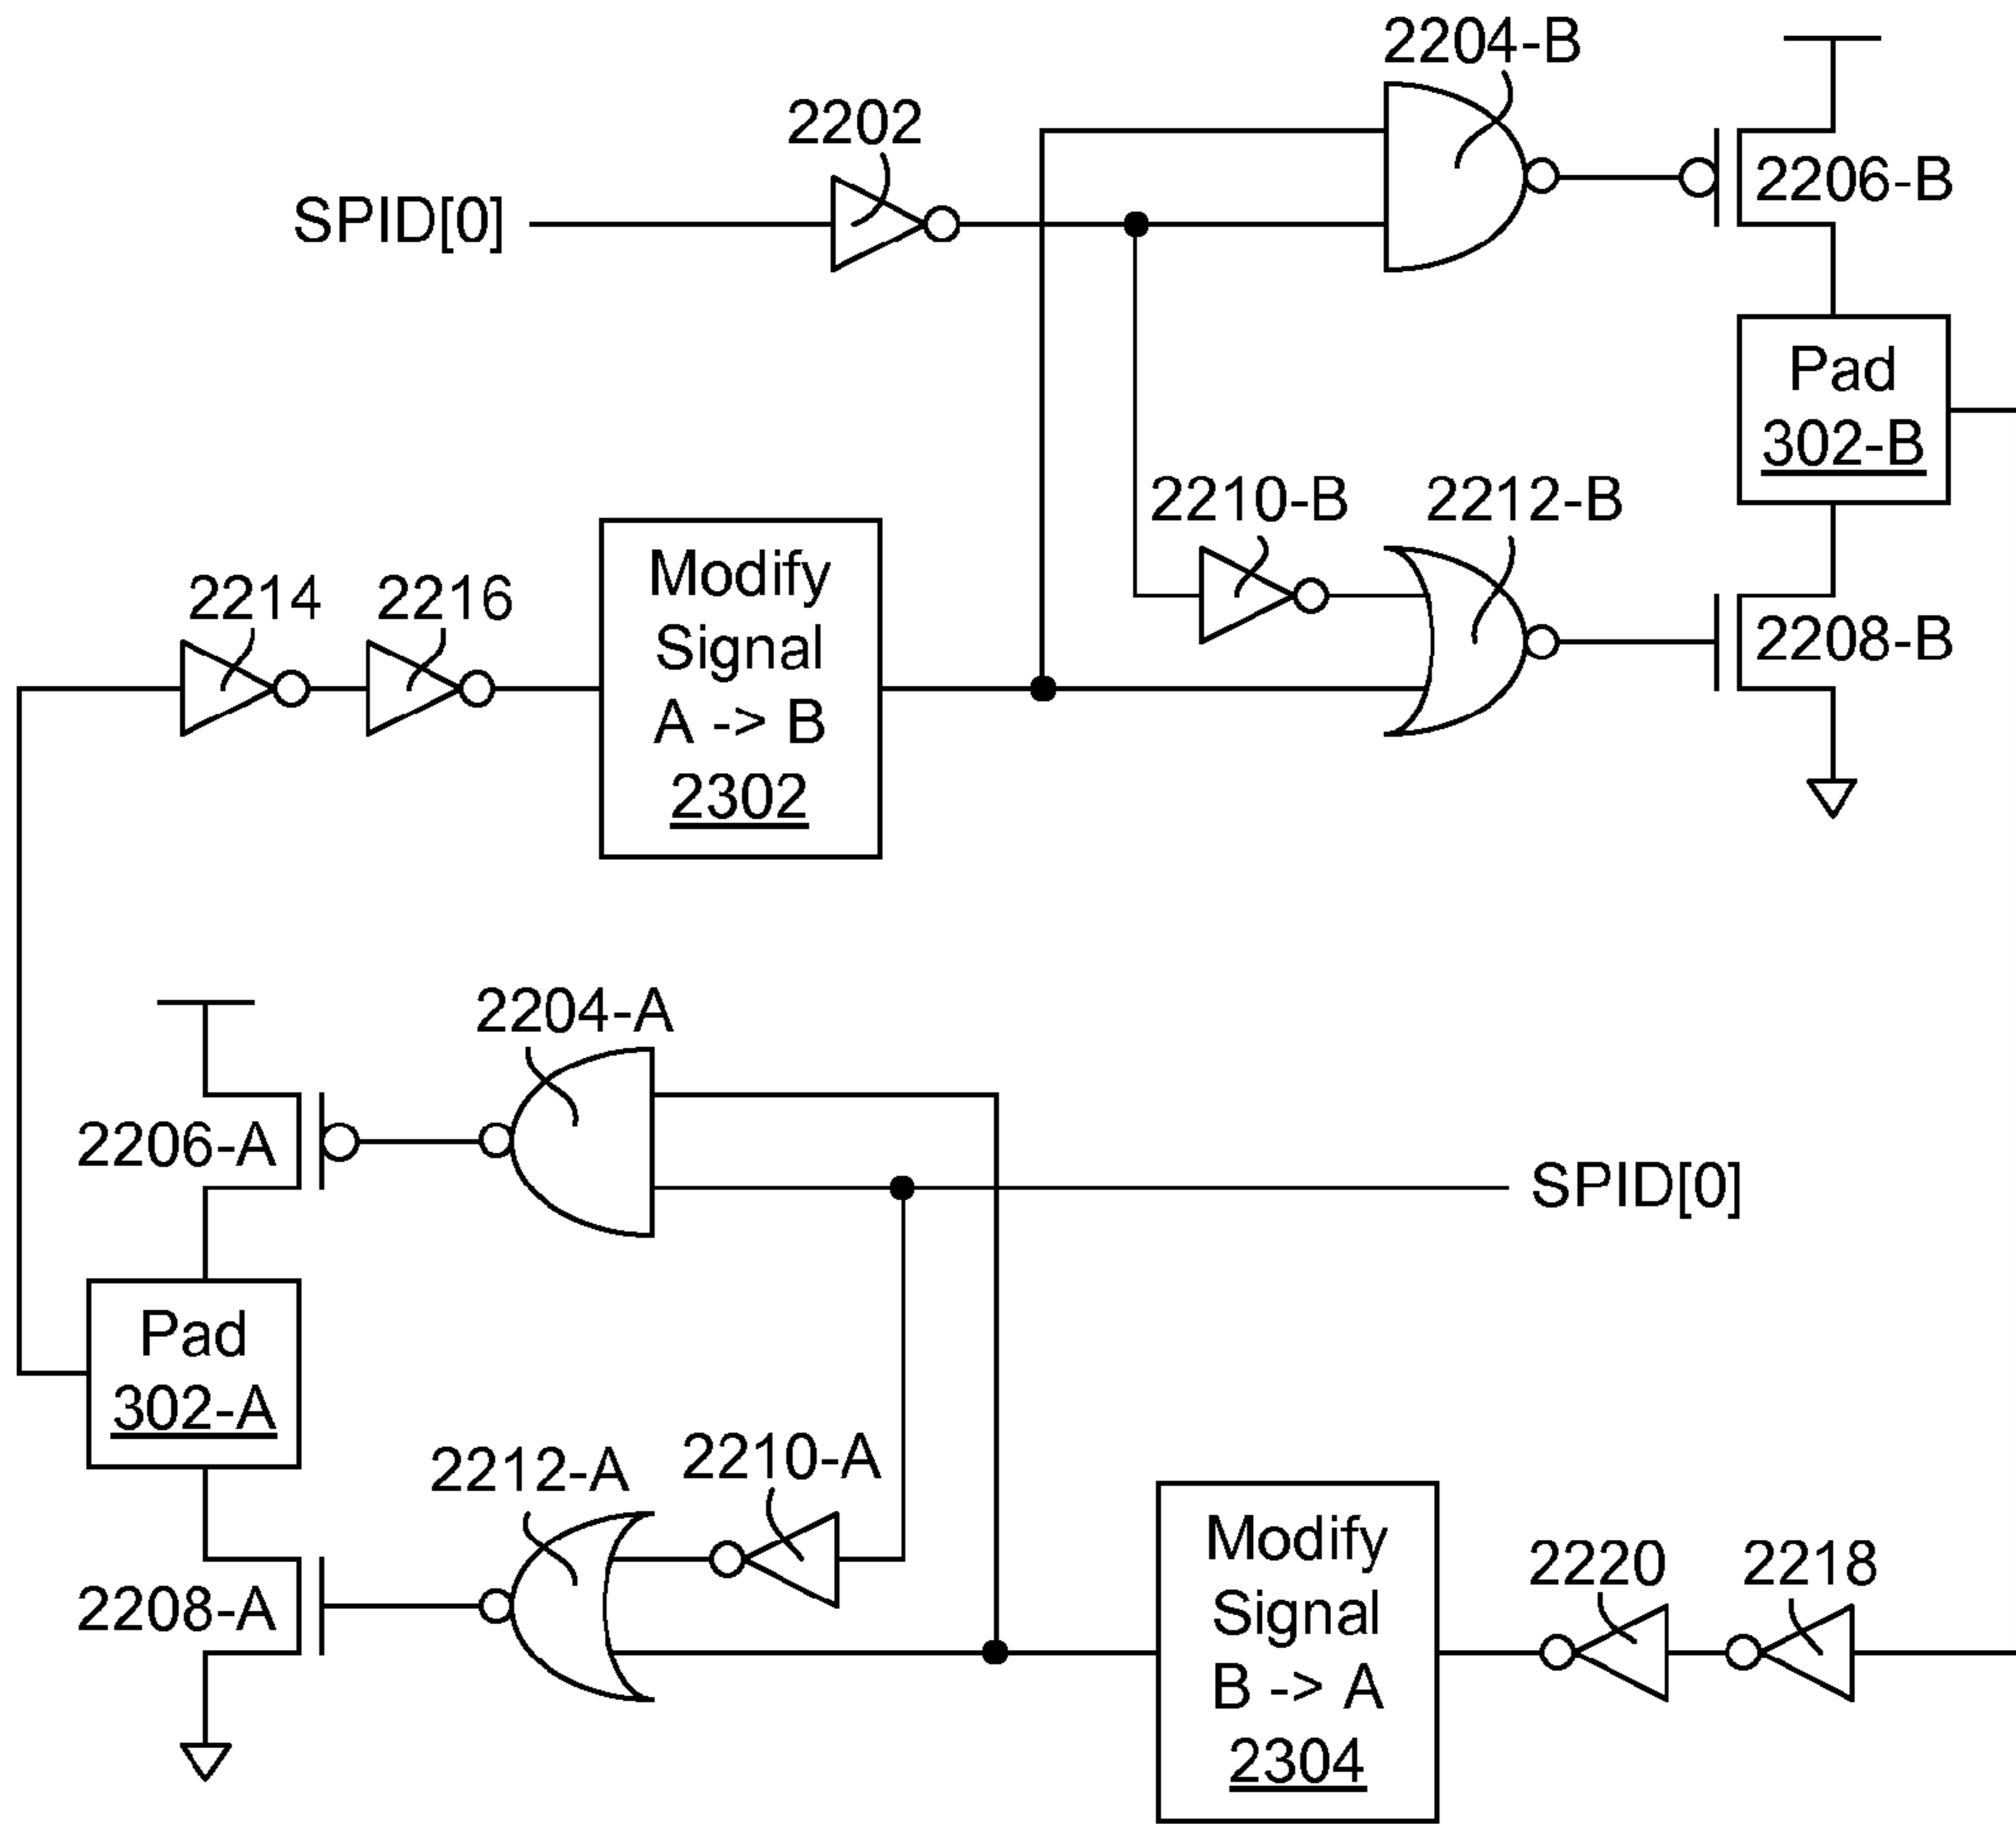 2204-B
2202
SPID[0]
2206-B
Pad
302-B
2210-B
2212-B
2214
2216
Modify
Signal
A -> B
2302
2208-B
2204-A
2206-A
SPID[0]
Pad
302-A
2212-A
2210-A
2208-A
Modify
Signal
B -> A
2304
2220
2218